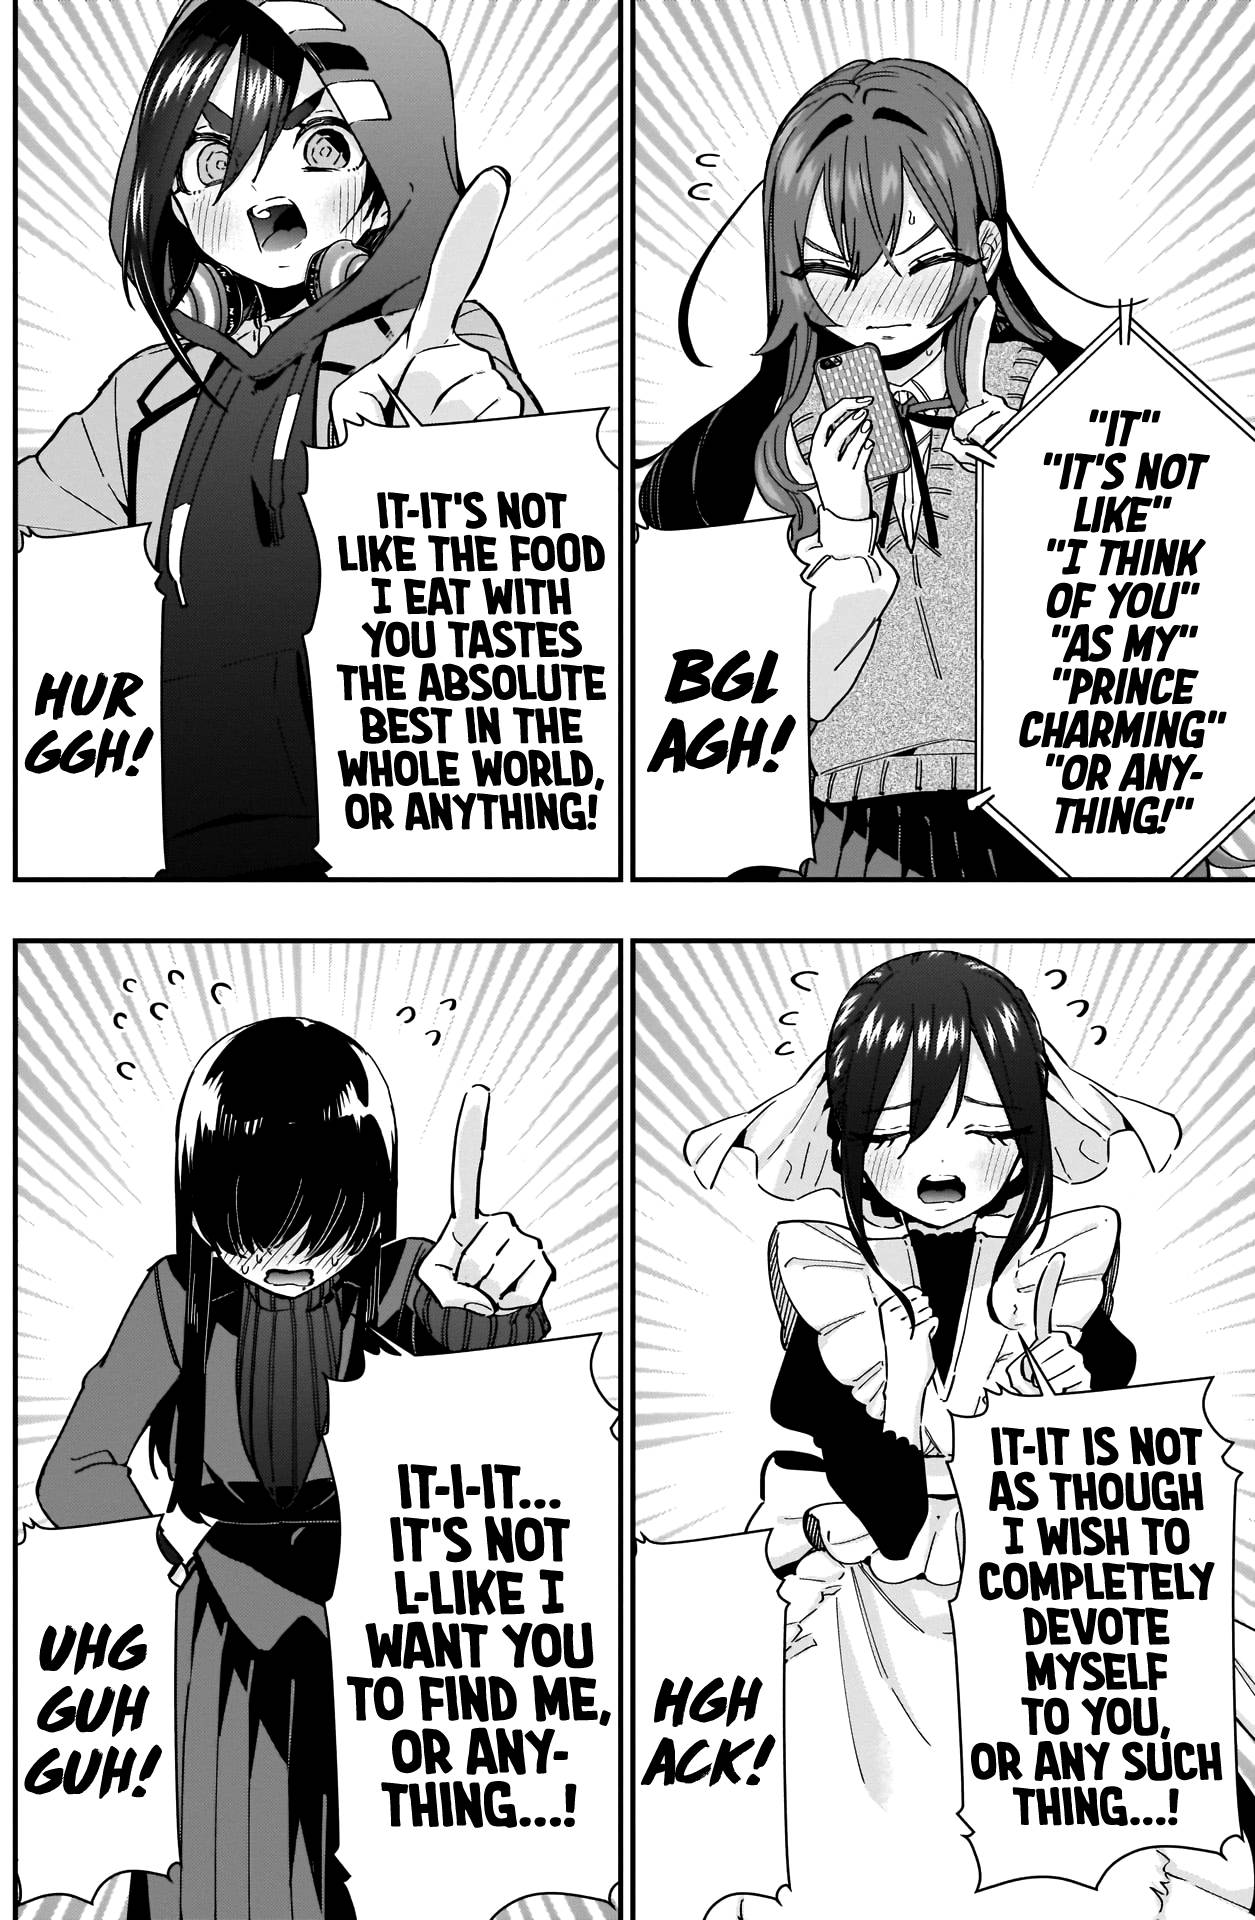 "IT"
"IT'S NOT
LIKE"
"I THINK
OF YOU"
"AS MY"
"PRINCE
CHARMING"
"OR ANY-
THING!"
BGL
AGH!
IT-IT'S NOT
LIKE THE FOOD
I EAT WITH
YOU TASTES
THE ABSOLUTE
BEST IN THE
WHOLE WORLD,
OR ANYTHING!
HUR
GGH!
IT-IT IS NOT
AS THOUGH
I WISH TO
COMPLETELY
DEVOTE
MYSELF
TO YOU,
OR ANY SUCH
THING...!
HGH
ACK!
IT-I-IT...
IT'S NOT
L-LIKE I
WANT YOU
TO FIND ME,
OR ANY-
THING...!
UHG
GUH
GUH!